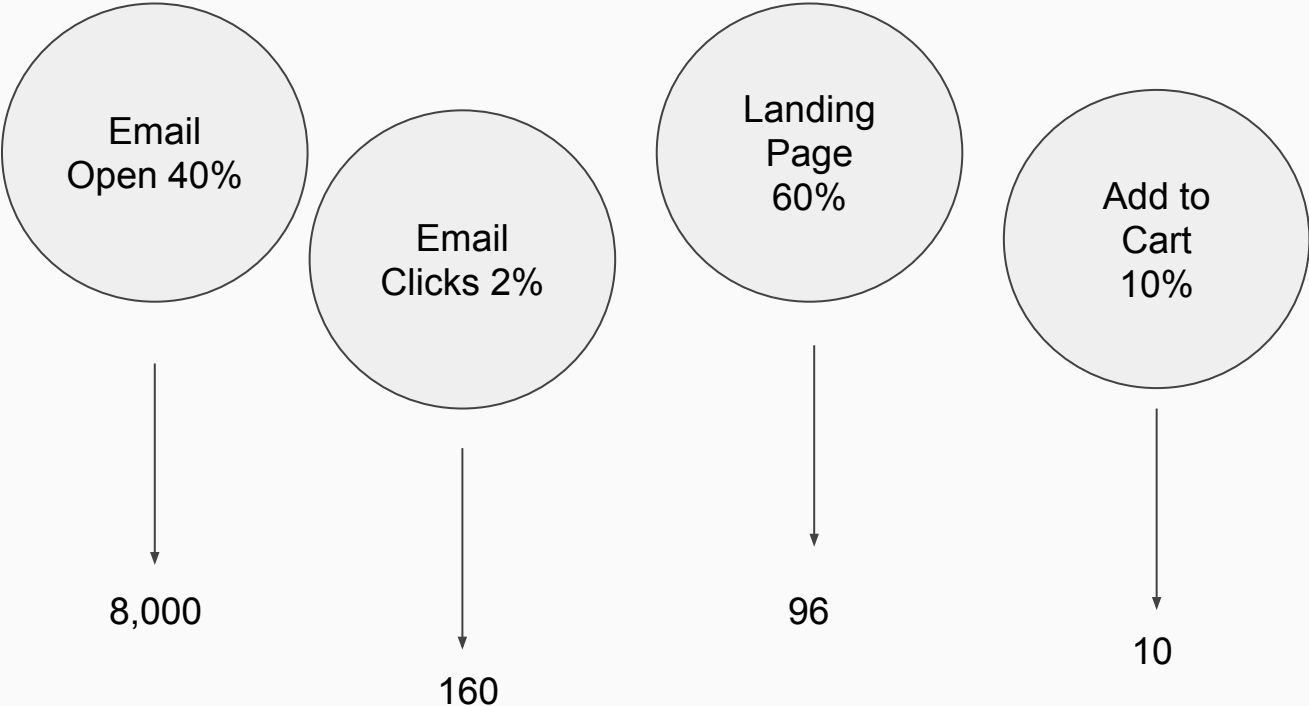 Email
Open 40%
Email
Clicks 2%
Landing
Page
60%
Add to
Cart
10%
8,000
160
96
10